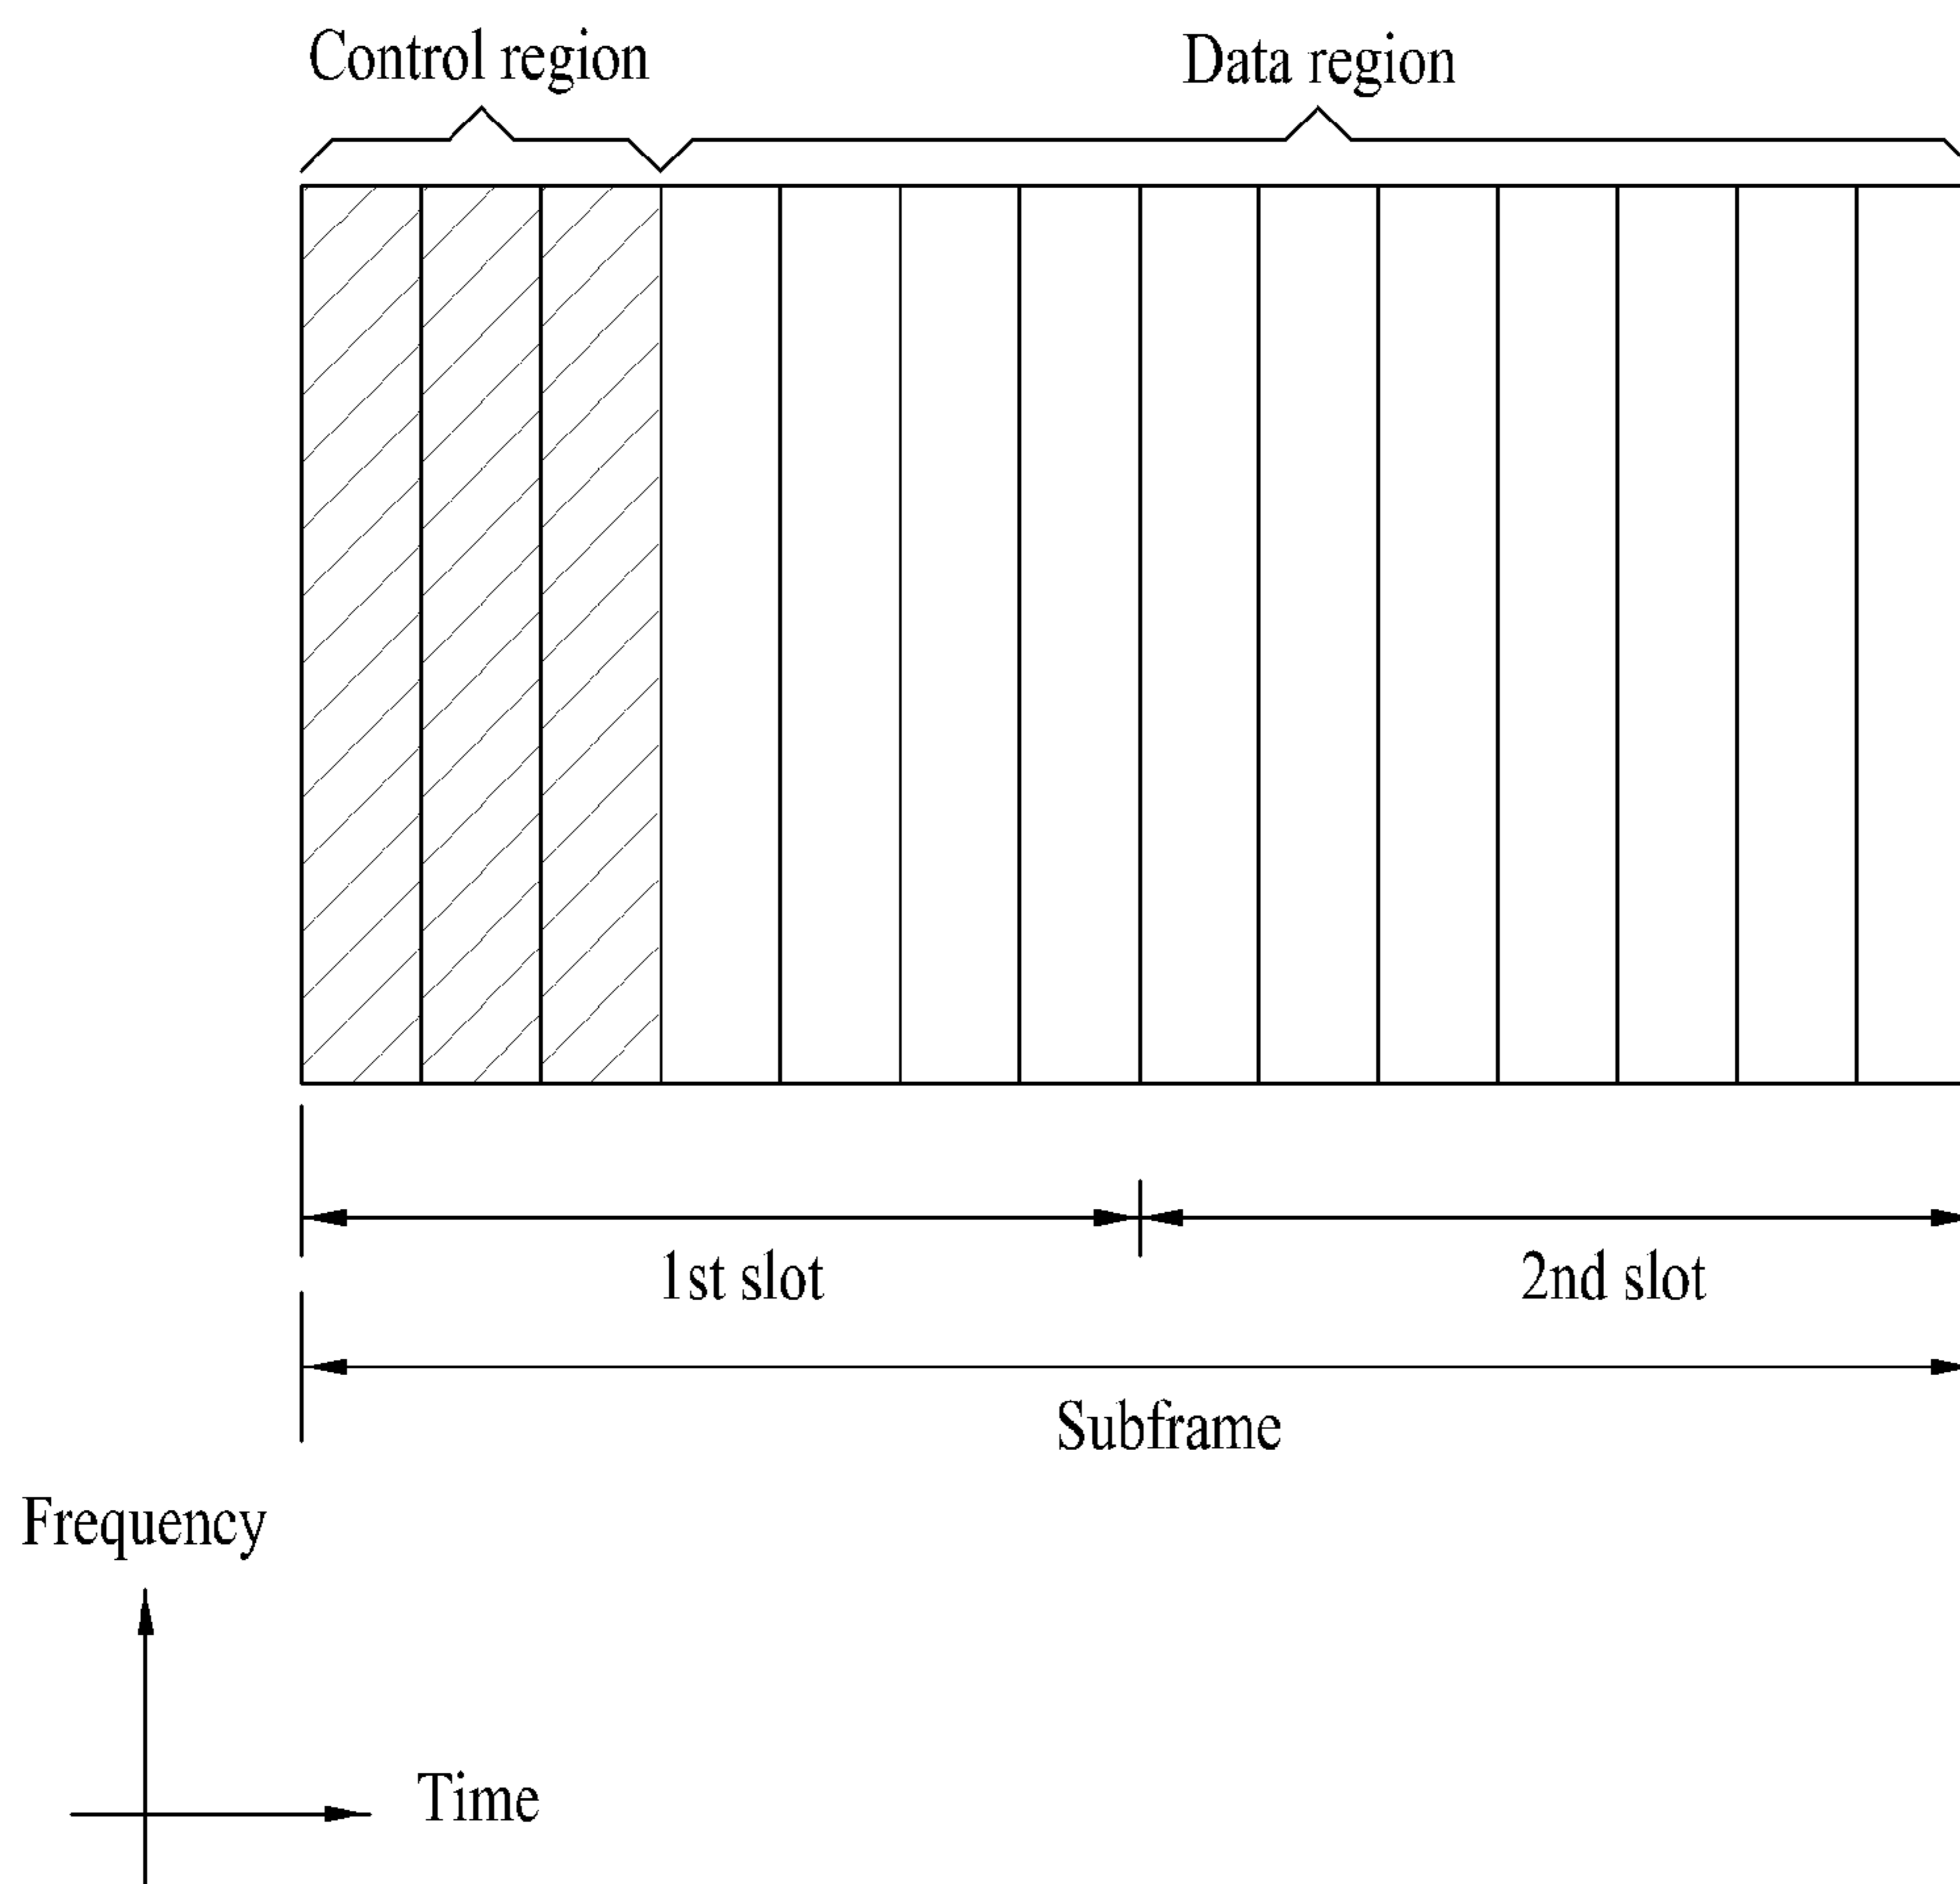 Control region
Data region
1st slot
2nd slot
Subframe
Frequency
Time